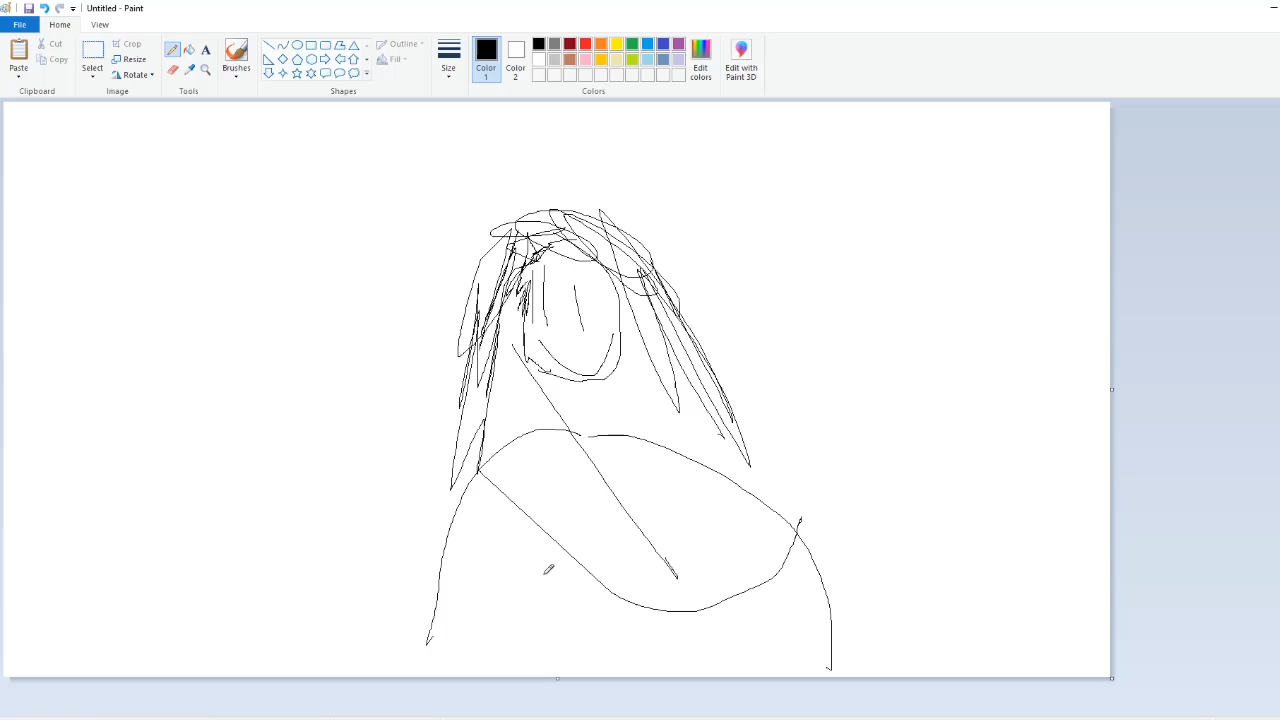 Untitled - Paint
File Home View
Paste
Cut
Copy
Clipboard
Select
Crop
Resize
Rotate
Image
Tools
Brushes
Outline
Fill
Shapes
Size
Color 1
Color 2
Edit colors
Colors
Edit with Paint 3D